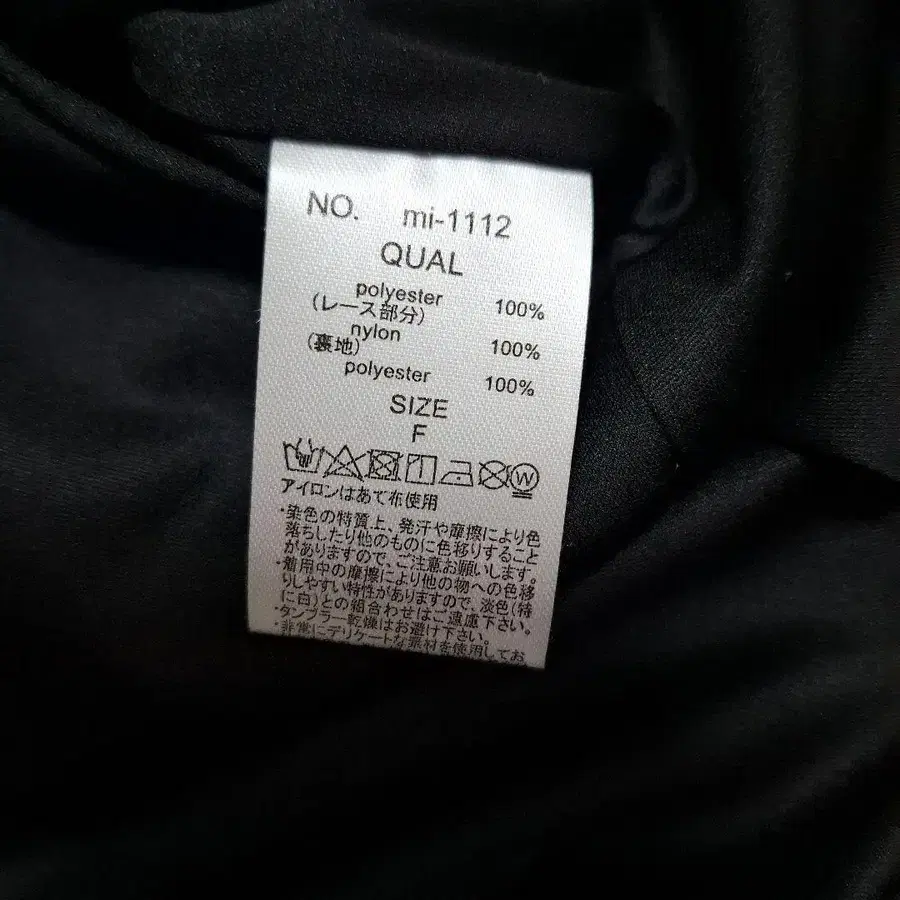 NO. mi-1112
QUAL
polyester 100%
(レース部分)
nylon 100%
(裏地)
polyester 100%
SIZE
F
W
アイロンはあて布使用
・染色の特質上、発汗や摩擦により色
落ちしたり他のものに色移りすること
がありますので、ご注意お願いします。
・着用中の摩擦により他の物への色移
りしやすい特性がありますので、淡色(特
に白)との組合わせはご遠慮下さい。
・タンブラー乾燥はお避け下さい。
・非常にデリケートな素材を使用してお